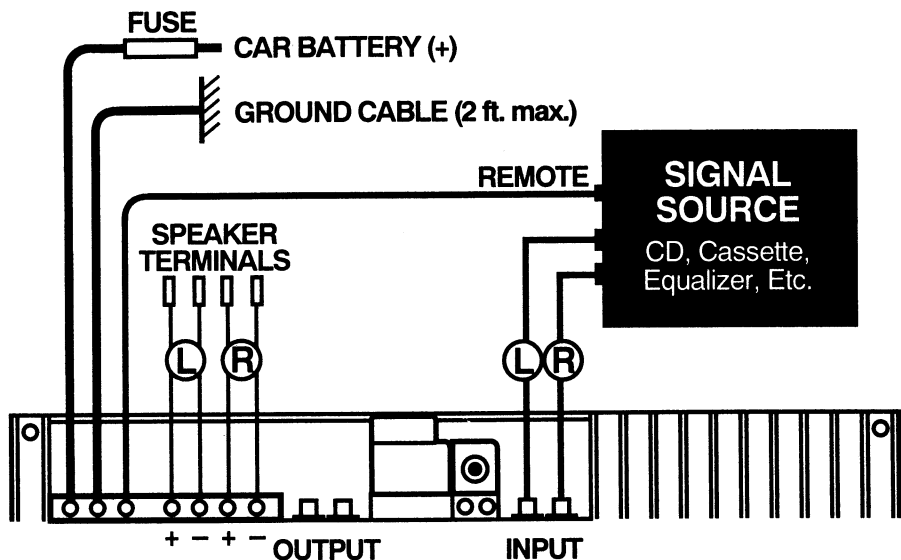 FUSE
CAR BATTERY (+)
GROUND CABLE (2 ft. max.)
REMOTE
SIGNAL
SOURCE
CD, Cassette,
Equalizer, Etc.
SPEAKER
TERMINALS
L R
L R
+ − + −
OUTPUT
INPUT